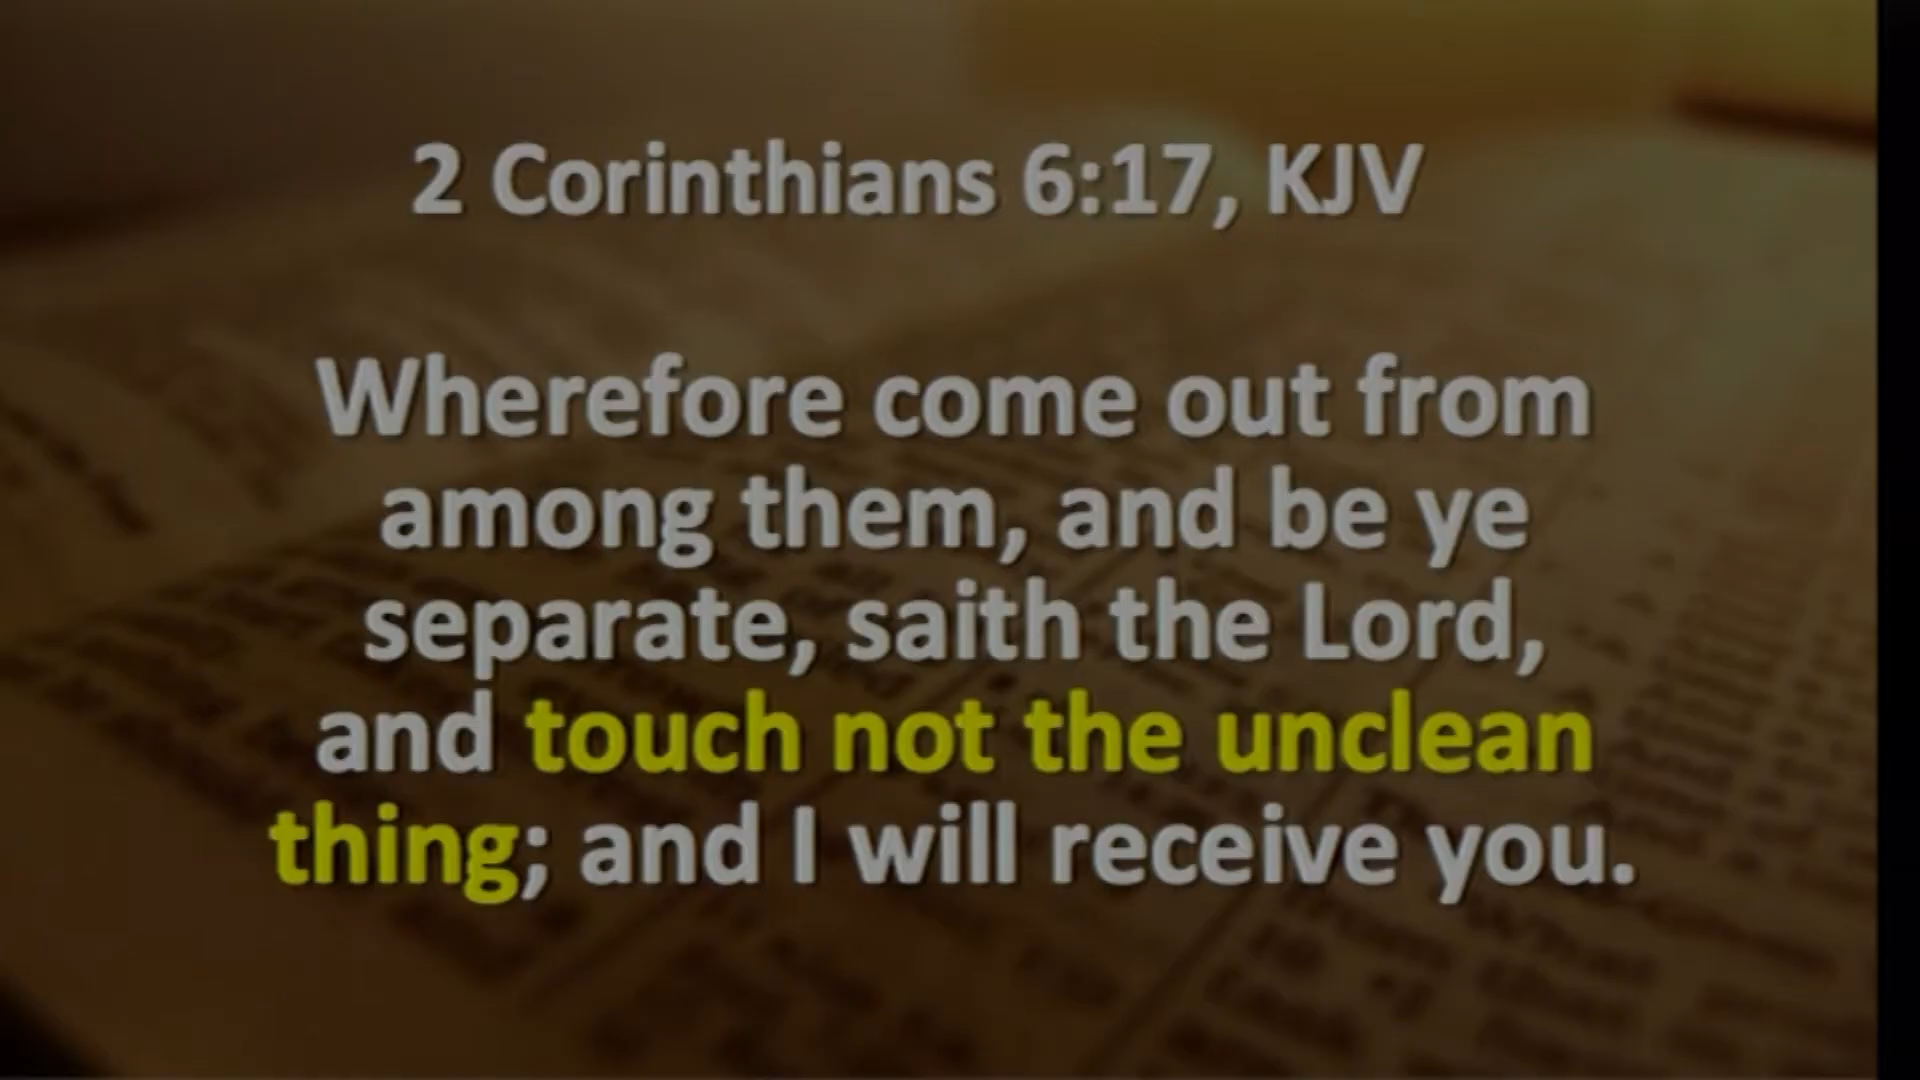 2 Corinthians 6:17, KJV
Wherefore come out from
among them, and be ye
separate, saith the Lord,
and touch not the unclean
thing; and I will receive you.